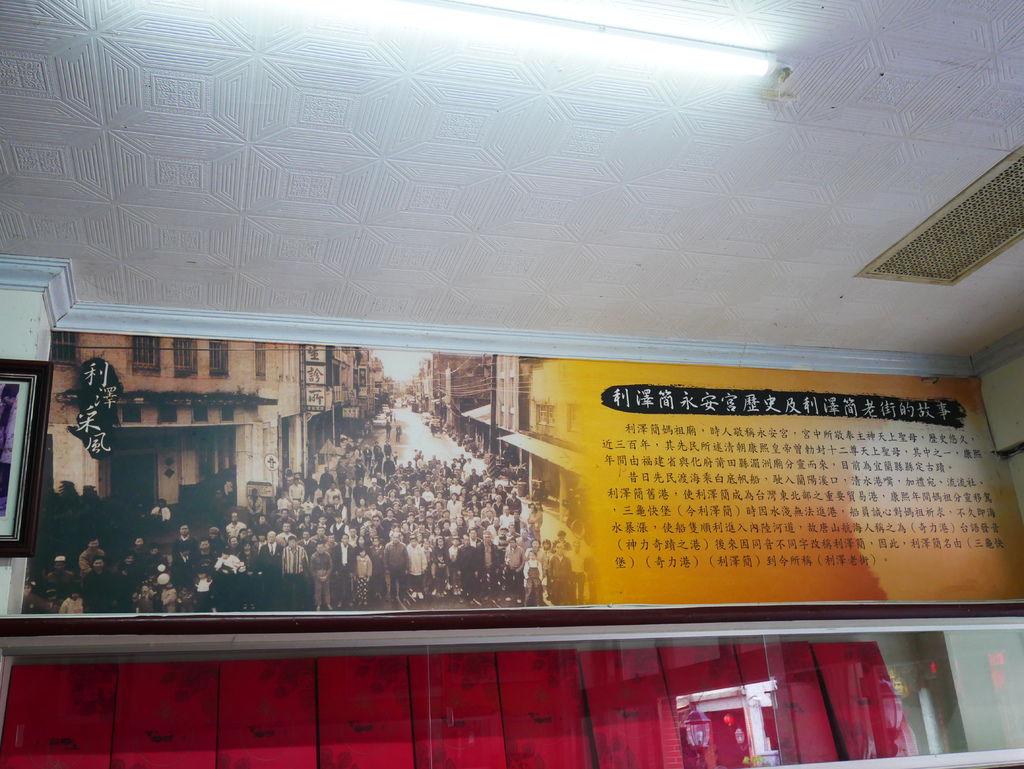 利澤
采風
診所
利澤簡永安宮歷史及利澤簡老街的故事
利澤簡媽祖廟，時人敬稱永安宮，宮中所敬奉主神天上聖母，歷史悠久，
近三百年，其先民所述清朝康熙皇帝勅封十二尊天上聖母，其中之一，康熙
年間由福建省興化府莆田縣湄洲廟分靈而來，目前為宜蘭縣縣定古蹟。
昔日先民渡海乘白底帆船，駛入簡陽溪口，清水港嘴，加禮宛，流流社。
利澤簡舊港，使利澤簡成為台灣東北部之重要貿易港，康熙年間媽祖分靈移駕
，三龜快堡（今利澤簡）時因水淺無法進港，船員誠心對媽祖祈求，不久即海
水暴漲，使船隻順利進入內陸河道，故唐山航海人稱之為（奇力港）台語發音
（神力奇蹟之港）後來因同音不同字改稱利澤簡，因此，利澤簡名由（三龜快
堡）（奇力港）（利澤簡）到今所稱（利澤老街）。